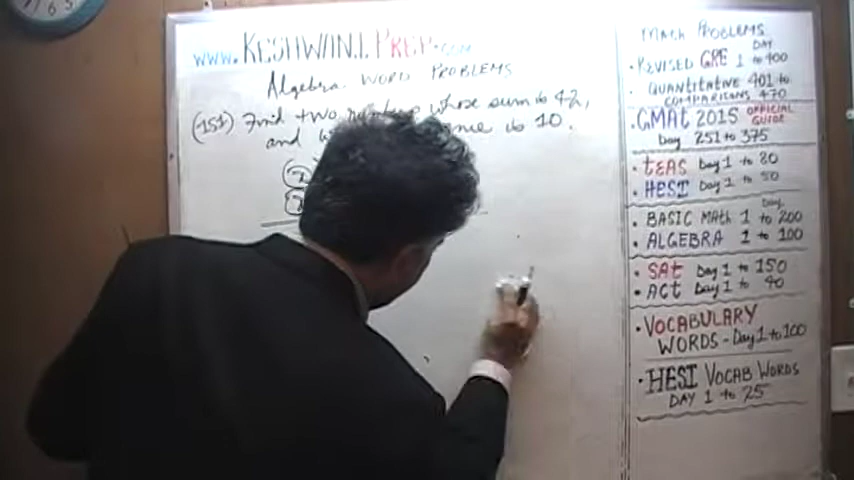 www.KESHWANI PREP.com
Algebra WORD PROBLEMS
(151) Find two whose sum is 42,
and is 10.
MATH PROBLEMS
• REVISED GRE DAY 1 to 400
• QUANTITATIVE 401 to
COMPARISONS 470
• GMAT 2015 OFFICIAL GUIDE
Day 251 to 375
• TEAS Day 1 to 80
• HESI Day 1 to 50
• BASIC MATH Day 1 to 200
• ALGEBRA 1 to 100
• SAT Day 1 to 150
• ACT Day 1 to 40
• VOCABULARY
WORDS - Day 1 to 100
• HESI VOCAB WORDS
DAY 1 to 25